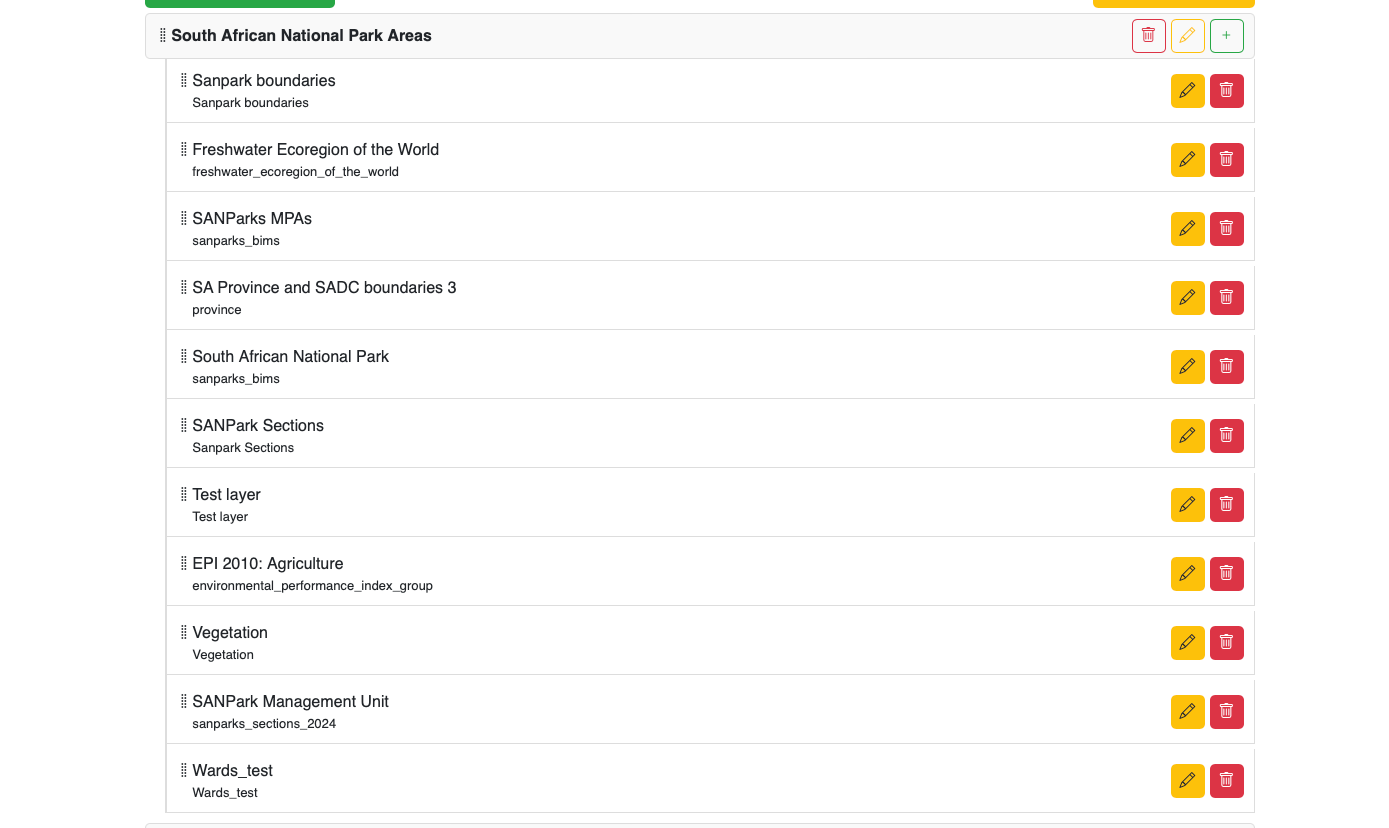 South African National Park Areas
Sanpark boundaries
Sanpark boundaries
Freshwater Ecoregion of the World
freshwater_ecoregion_of_the_world
SANParks MPAs
sanparks_bims
SA Province and SADC boundaries 3
province
South African National Park
sanparks_bims
SANPark Sections
Sanpark Sections
Test layer
Test layer
EPI 2010: Agriculture
environmental_performance_index_group
Vegetation
Vegetation
SANPark Management Unit
sanparks_sections_2024
Wards_test
Wards_test